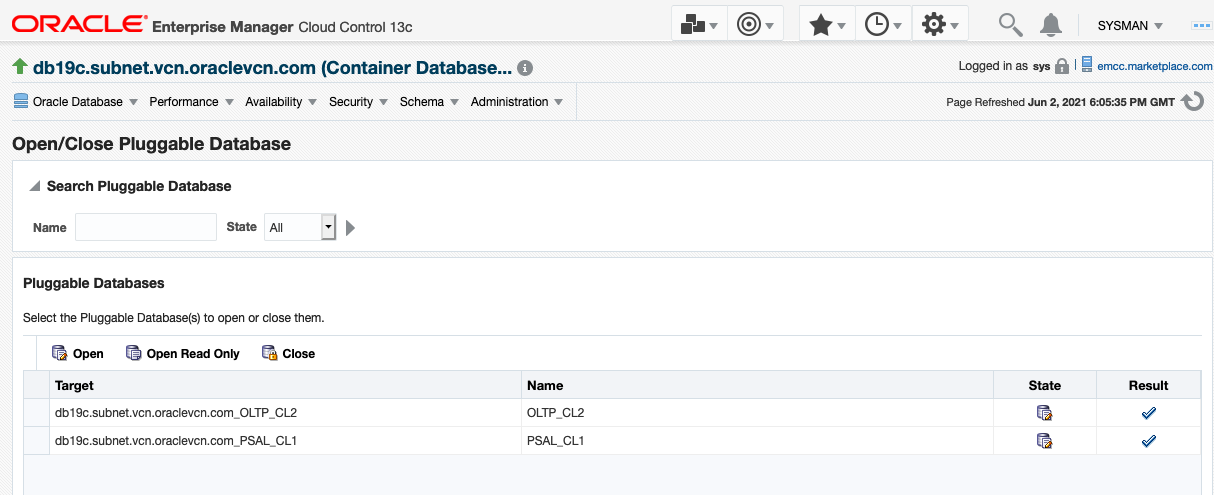 ORACLE® Enterprise Manager Cloud Control 13c
SYSMAN
db19c.subnet.vcn.oraclevcn.com (Container Database...
Logged in as sys
emcc.marketplace.com
Oracle Database Performance Availability Security Schema Administration
Page Refreshed Jun 2, 2021 6:05:35 PM GMT
Open/Close Pluggable Database
Search Pluggable Database
Name State All
Pluggable Databases
Select the Pluggable Database(s) to open or close them.
Open Open Read Only Close
Target Name State Result
db19c.subnet.vcn.oraclevcn.com_OLTP_CL2 OLTP_CL2
db19c.subnet.vcn.oraclevcn.com_PSAL_CL1 PSAL_CL1